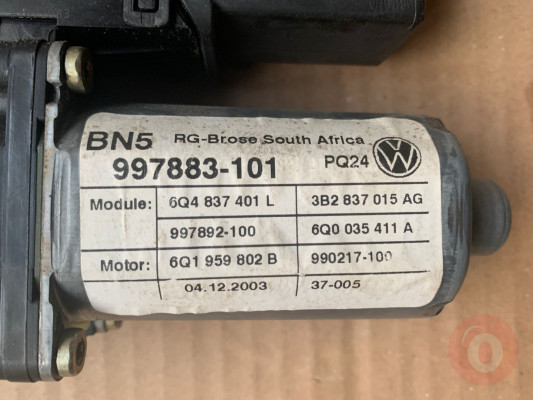 BN5 RG-Brose South Africa
997883-101 PQ24
Module: 6Q4 837 401 L 3B2 837 015 AG
997892-100 6Q0 035 411 A
Motor: 6Q1 959 802 B 990217-100
04.12.2003 37-005